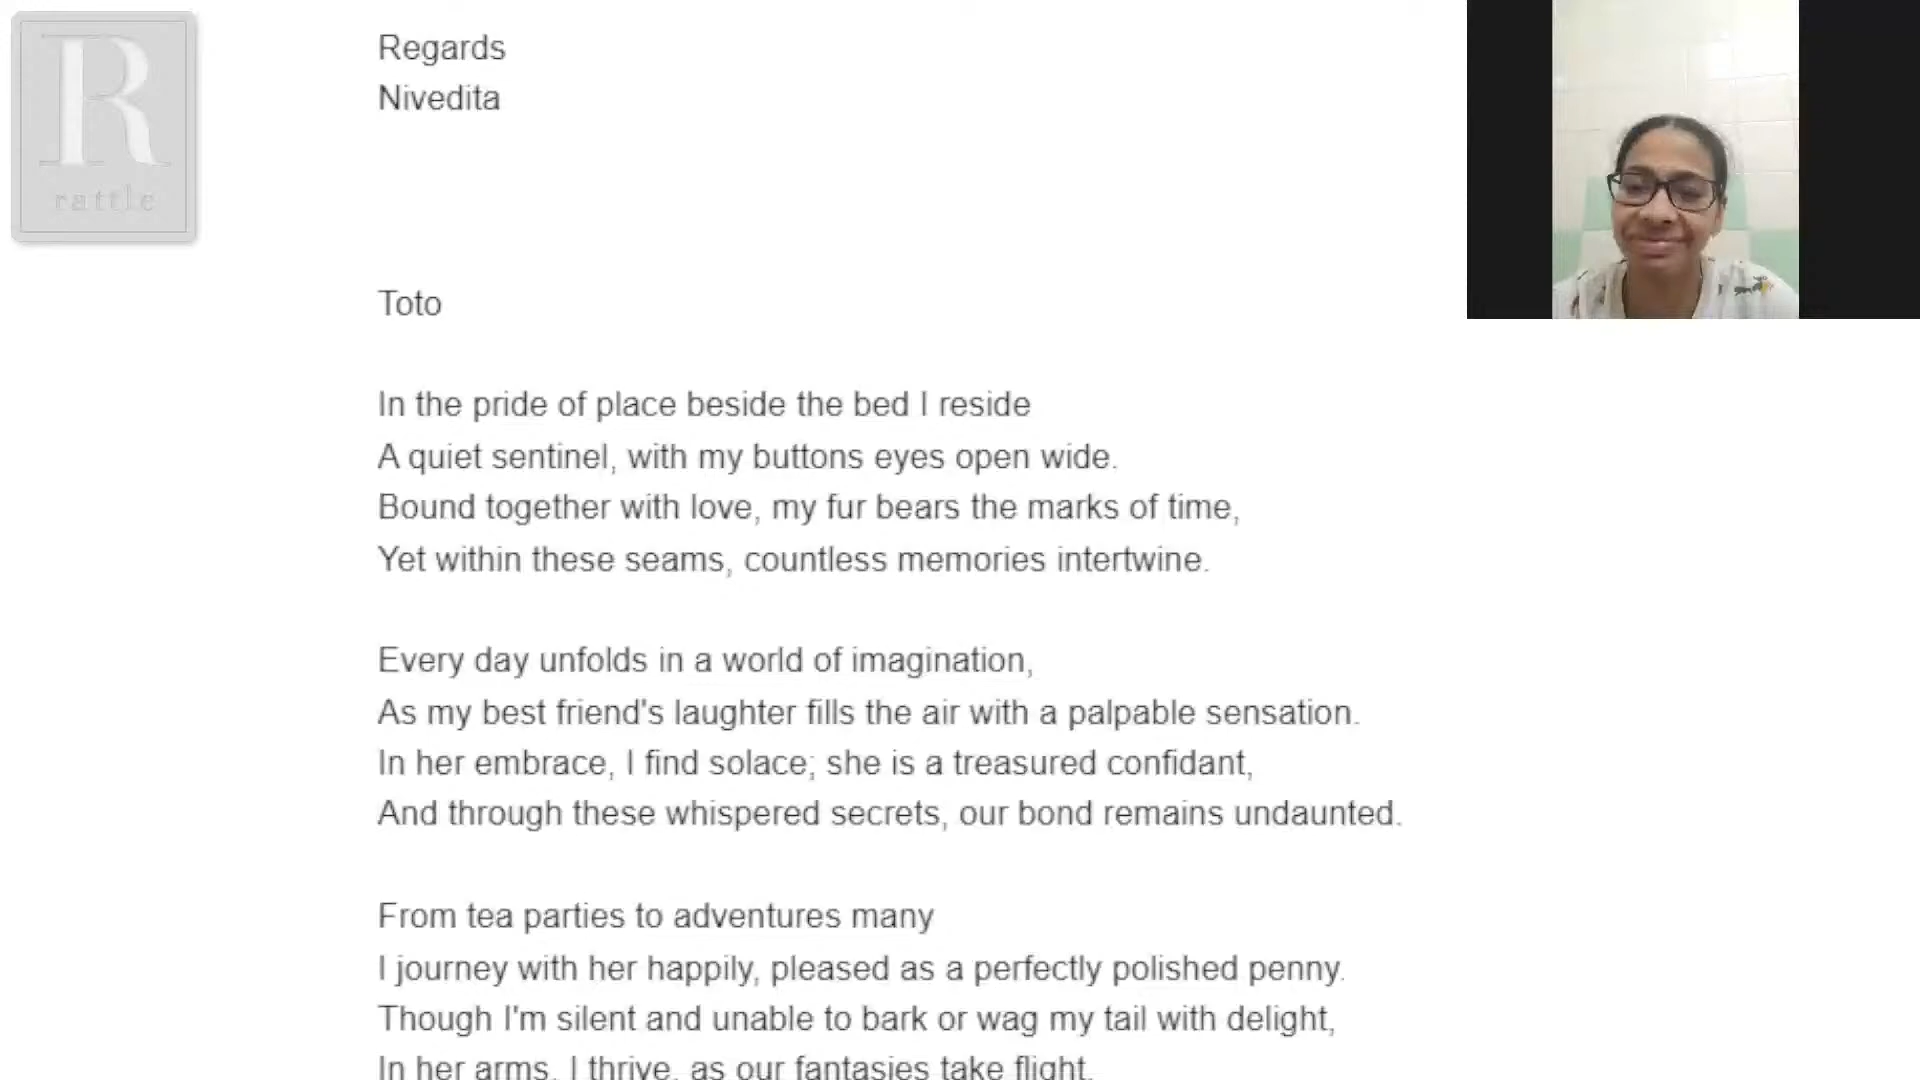 R
rattle
Regards
Nivedita
Toto
In the pride of place beside the bed I reside
A quiet sentinel, with my buttons eyes open wide.
Bound together with love, my fur bears the marks of time,
Yet within these seams, countless memories intertwine.
Every day unfolds in a world of imagination,
As my best friend's laughter fills the air with a palpable sensation.
In her embrace, I find solace; she is a treasured confidant,
And through these whispered secrets, our bond remains undaunted.
From tea parties to adventures many
I journey with her happily, pleased as a perfectly polished penny.
Though I'm silent and unable to bark or wag my tail with delight,
In her arms, I thrive, as our fantasies take flight.